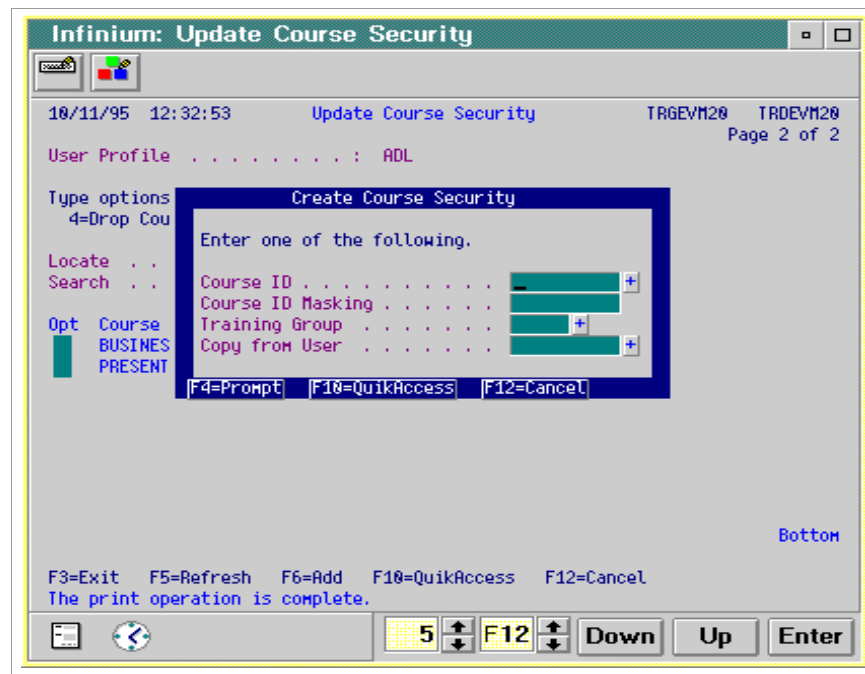 Infinium: Update Course Security
10/11/95 12:32:53 Update Course Security TRGEVM20 TRDEVM20
Page 2 of 2
User Profile . . . . . . . . : ADL
Type options
4=Drop Cou
Locate . .
Search . .
Opt Course
BUSINES
PRESENT
Create Course Security
Enter one of the following.
Course ID . . . . . . . . . . +
Course ID Masking . . . . . .
Training Group . . . . . . . +
Copy from User . . . . . . . +
F4=Prompt F10=QuikAccess F12=Cancel
Bottom
F3=Exit F5=Refresh F6=Add F10=QuikAccess F12=Cancel
The print operation is complete.
5 F12 Down Up Enter